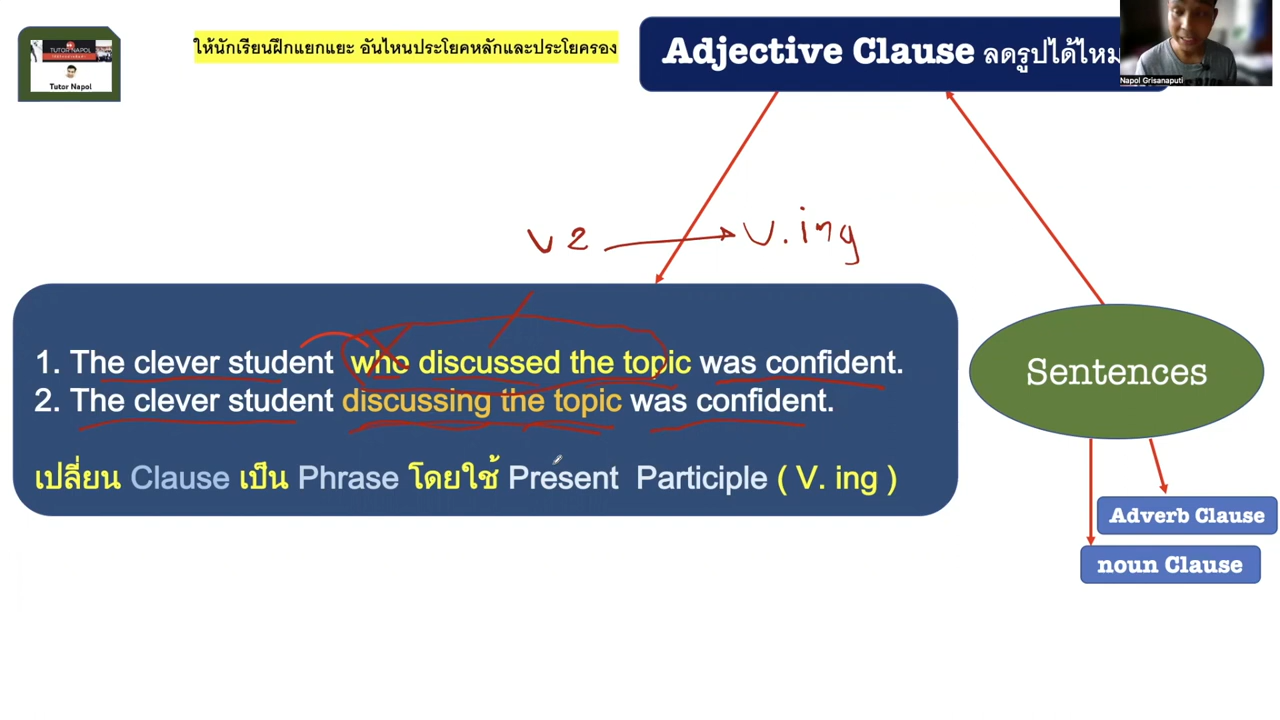 TUTOR NAPOL
Tutor Napol
ให้นักเรียนฝึกแยกแยะ อันไหนประโยคหลักและประโยครอง
Adjective Clause ลดรูปได้ไหม
Napol Grisanaputi
v 2 v. ing
1. The clever student who discussed the topic was confident.
2. The clever student discussing the topic was confident.
เปลี่ยน Clause เป็น Phrase โดยใช้ Present Participle ( V. ing )
Sentences
Adverb Clause
noun Clause